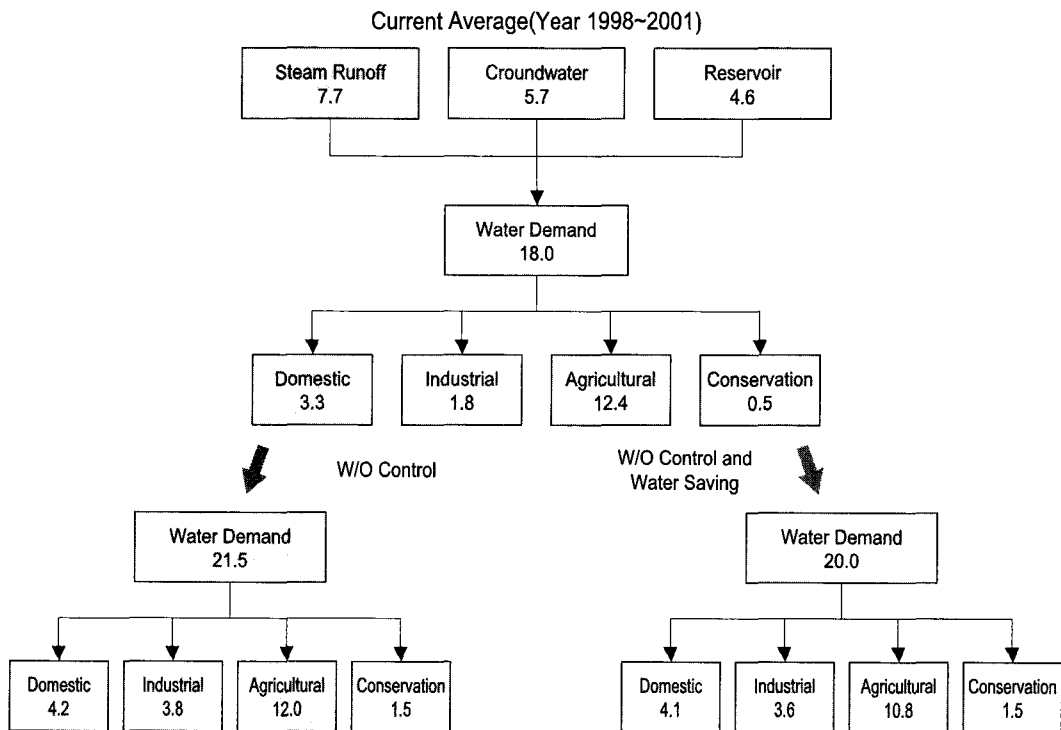 Current Average(Year 1998~2001)
Steam Runoff
7.7
Croundwater
5.7
Reservoir
4.6
Water Demand
18.0
Domestic
3.3
Industrial
1.8
Agricultural
12.4
Conservation
0.5
W/O Control
W/O Control and
Water Saving
Water Demand
21.5
Water Demand
20.0
Domestic
4.2
Industrial
3.8
Agricultural
12.0
Conservation
1.5
Domestic
4.1
Industrial
3.6
Agricultural
10.8
Conservation
1.5